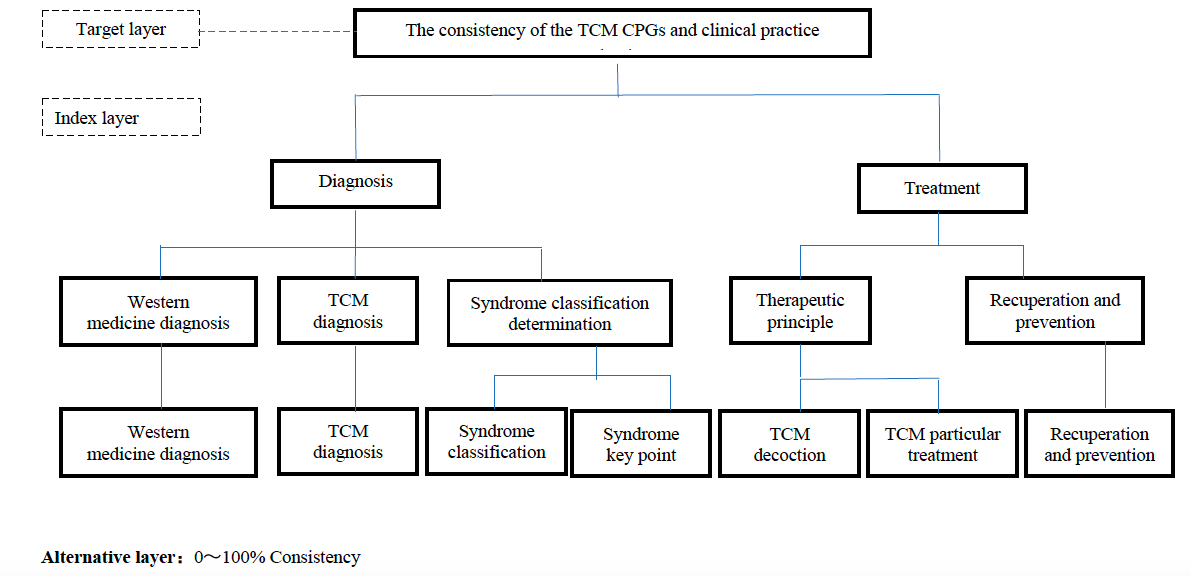 Target layer
The consistency of the TCM CPGs and clinical practice
Index layer
Diagnosis
Treatment
Western
medicine diagnosis
TCM
diagnosis
Syndrome classification
determination
Therapeutic
principle
Recuperation and
prevention
Western
medicine diagnosis
TCM
diagnosis
Syndrome
classification
Syndrome
key point
TCM
decoction
TCM particular
treatment
Recuperation
and prevention
Alternative layer：0～100% Consistency